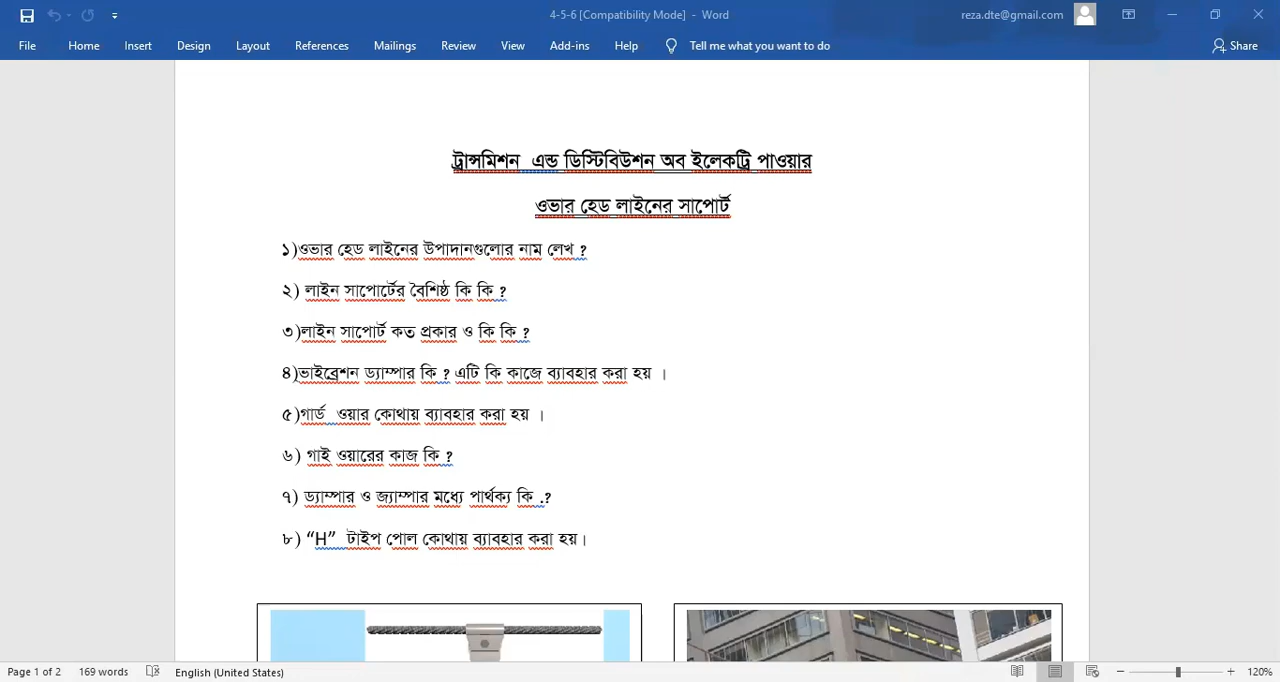 4-5-6 [Compatibility Mode] - Word
reza.dte@gmail.com
File Home Insert Design Layout References Mailings Review View Add-ins Help Tell me what you want to do Share
ট্রান্সমিশন এন্ড ডিস্টিবিউশন অব ইলেকট্রি পাওয়ার
ওভার হেড লাইনের সাপোর্ট
১)ওভার হেড লাইনের উপাদানগুলোর নাম লেখ ?
২) লাইন সাপোর্টের বৈশিষ্ঠ কি কি ?
৩)লাইন সাপোর্ট কত প্রকার ও কি কি ?
৪)ভাইব্রেশন ড্যাম্পার কি ? এটি কি কাজে ব্যাবহার করা হয় ।
৫)গার্ড ওয়ার কোথায় ব্যাবহার করা হয় ।
৬) গাই ওয়ারের কাজ কি ?
৭) ড্যাম্পার ও জ্যাম্পার মধ্যে পার্থক্য কি .?
৮) “H” টাইপ পোল কোথায় ব্যাবহার করা হয়।
Page 1 of 2 169 words English (United States) 120%